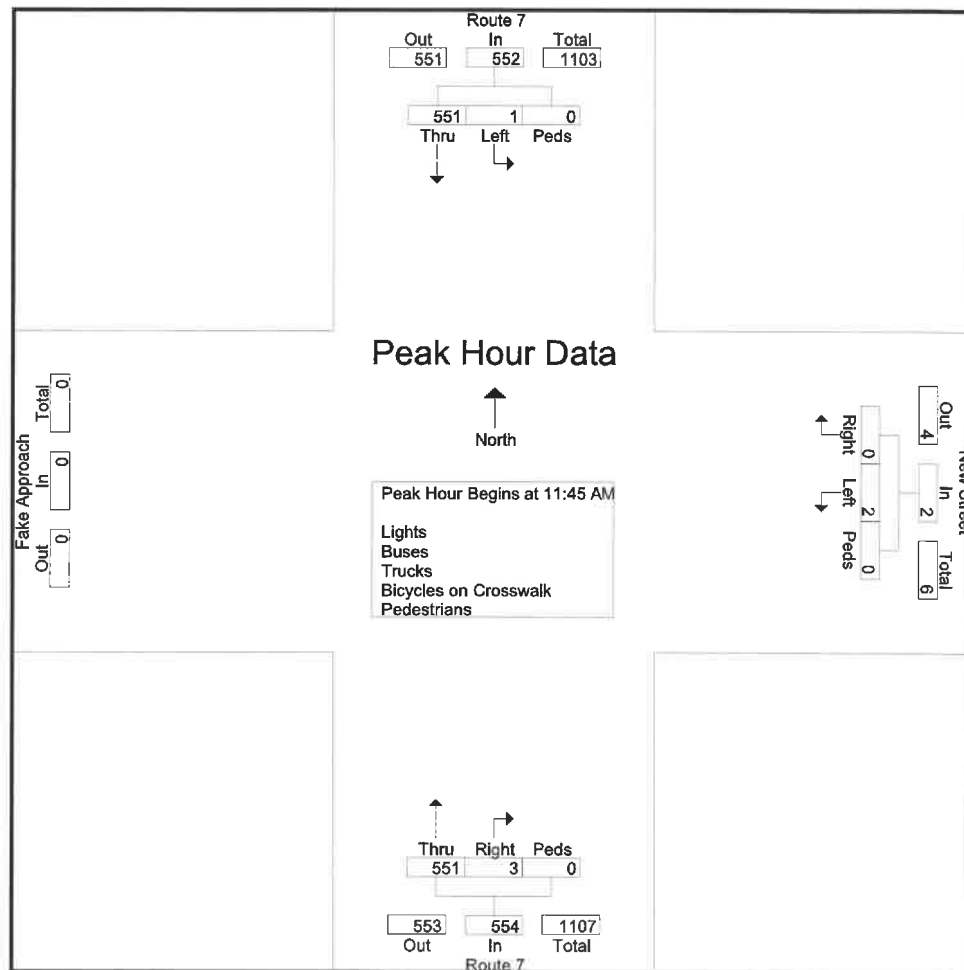 Route 7
Out In Total
551 552 1103
551 1 0
Thru Left Peds
Peak Hour Data
North
Peak Hour Begins at 11:45 AM
Lights
Buses
Trucks
Bicycles on Crosswalk
Pedestrians
Fake Approach
Out In Total
0 0 0
New Street
Out In Total
4 2 6
0 2 0
Right Left Peds
Thru Right Peds
551 3 0
553 554 1107
Out In Total
Route 7